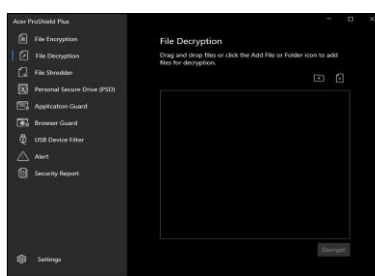 Acer ProShield Plus
File Encryption
File Decryption
File Shredder
Personal Secure Drive (PSD)
Application Guard
Browser Guard
USB Device Filter
Alert
Security Report
Settings
File Decryption
Drag and drop files or click the Add File or Folder icon to add
files for decryption.
Decrypt